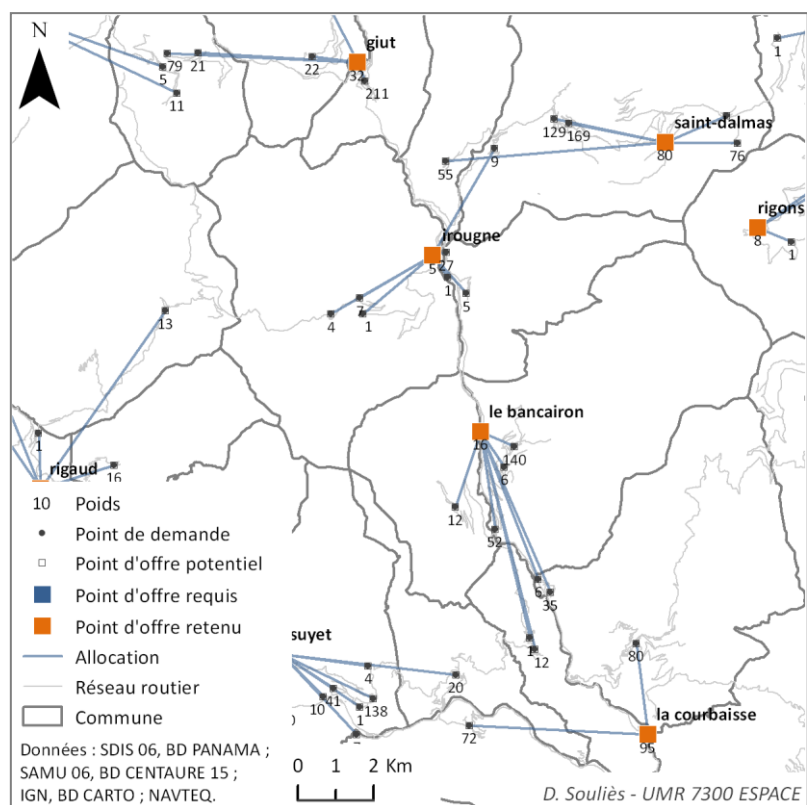 N
giut
79
21
22
32
5
11
211
1
129
169
saint-dalmas
80
76
9
55
rigons
8
1
irougne
5
27
1
5
7
4
1
13
le bancairon
16
140
6
12
52
6
35
1
12
1
rigaud
16
10 Poids
Point de demande
Point d'offre potentiel
Point d'offre requis
Point d'offre retenu
Allocation
Réseau routier
Commune
Données : SDIS 06, BD PANAMA ;
SAMU 06, BD CENTAURE 15 ;
IGN, BD CARTO ; NAVTEQ.
suyet
4
20
41
10
1
138
72
80
la courbaisse
95
0 1 2 Km
D. Souliès - UMR 7300 ESPACE